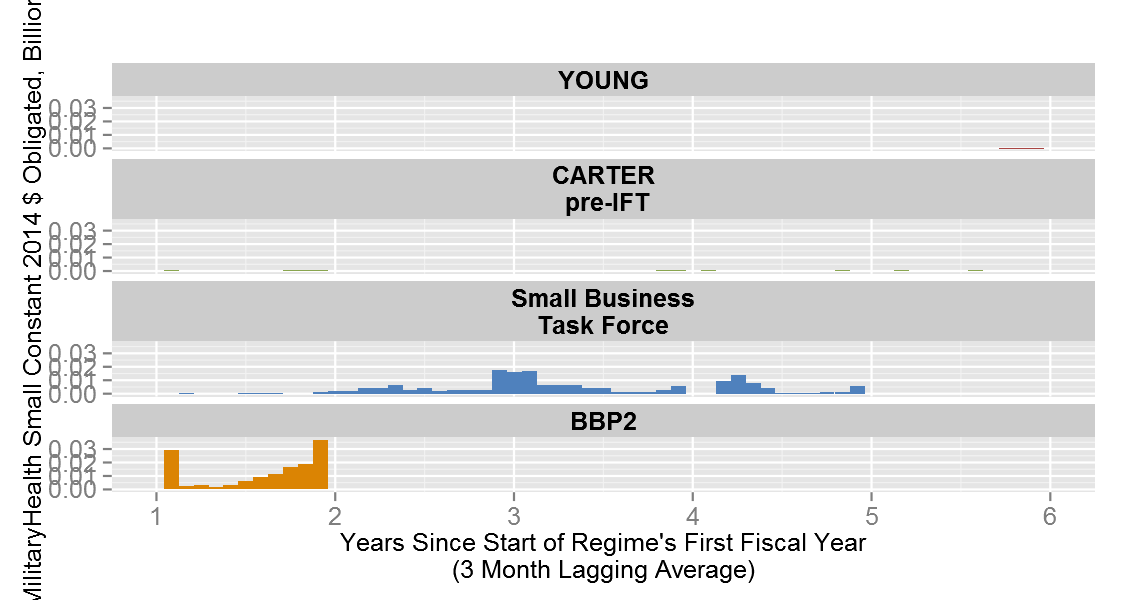 MilitaryHealth Small Constant 2014 $ Obligated, Billion
YOUNG
0.03
0.02
0.01
0.00
CARTER
pre-IFT
0.03
0.02
0.01
0.00
Small Business
Task Force
0.03
0.02
0.01
0.00
BBP2
0.03
0.02
0.01
0.00
1 2 3 4 5 6
Years Since Start of Regime's First Fiscal Year
(3 Month Lagging Average)